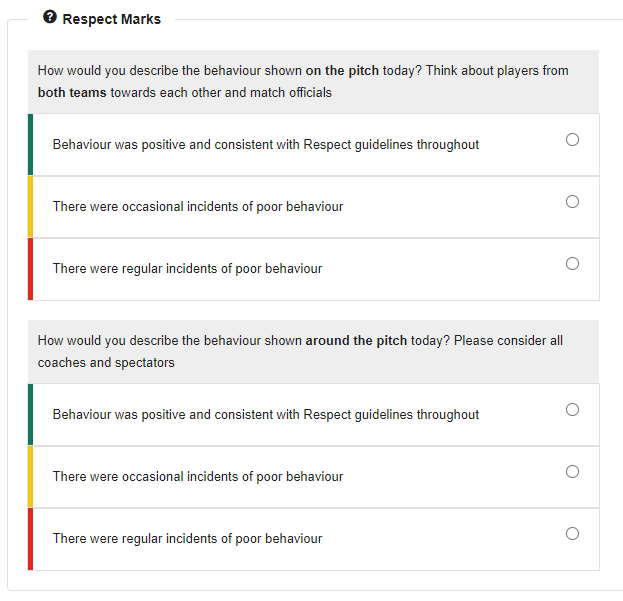 Respect Marks
How would you describe the behaviour shown on the pitch today? Think about players from
both teams towards each other and match officials
Behaviour was positive and consistent with Respect guidelines throughout
There were occasional incidents of poor behaviour
There were regular incidents of poor behaviour
How would you describe the behaviour shown around the pitch today? Please consider all
coaches and spectators
Behaviour was positive and consistent with Respect guidelines throughout
There were occasional incidents of poor behaviour
There were regular incidents of poor behaviour